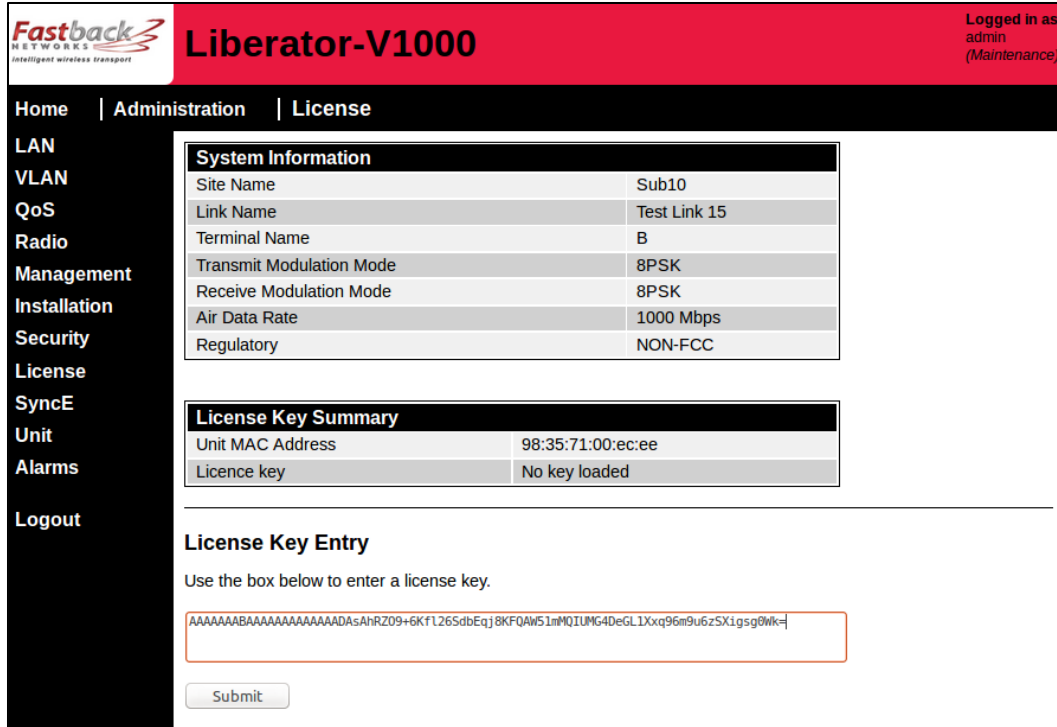 Fastback
NETWORKS
intelligent wireless transport
Liberator-V1000
Logged in as
admin
(Maintenance)
Home | Administration | License
LAN
VLAN
QoS
Radio
Management
Installation
Security
License
SyncE
Unit
Alarms
Logout
System Information
Site Name Sub10
Link Name Test Link 15
Terminal Name B
Transmit Modulation Mode 8PSK
Receive Modulation Mode 8PSK
Air Data Rate 1000 Mbps
Regulatory NON-FCC
License Key Summary
Unit MAC Address 98:35:71:00:ec:ee
Licence key No key loaded
License Key Entry
Use the box below to enter a license key.
AAAAAAABAAAAAAAAAAAAADAsAhRZO9+6Kfl26SdbEqj8KFQAW51mMQIUMG4DeGL1Xxq96m9u6zSXigsg0Wk=
Submit